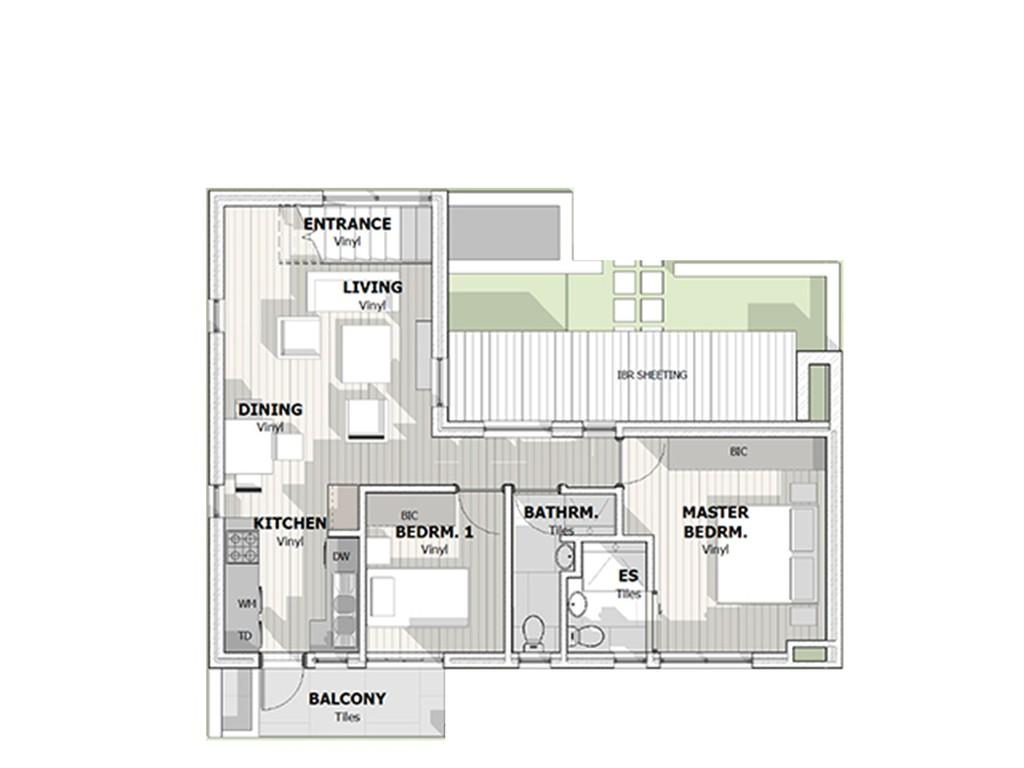 ENTRANCE
Vinyl
LIVING
Vinyl
IBR SHEETING
DINING
Vinyl
BIC
KITCHEN
Vinyl
BIC
BEDRM. 1
Vinyl
BATHRM.
Tiles
MASTER
BEDRM.
Vinyl
DW
ES
Tiles
WM
TD
BALCONY
Tiles